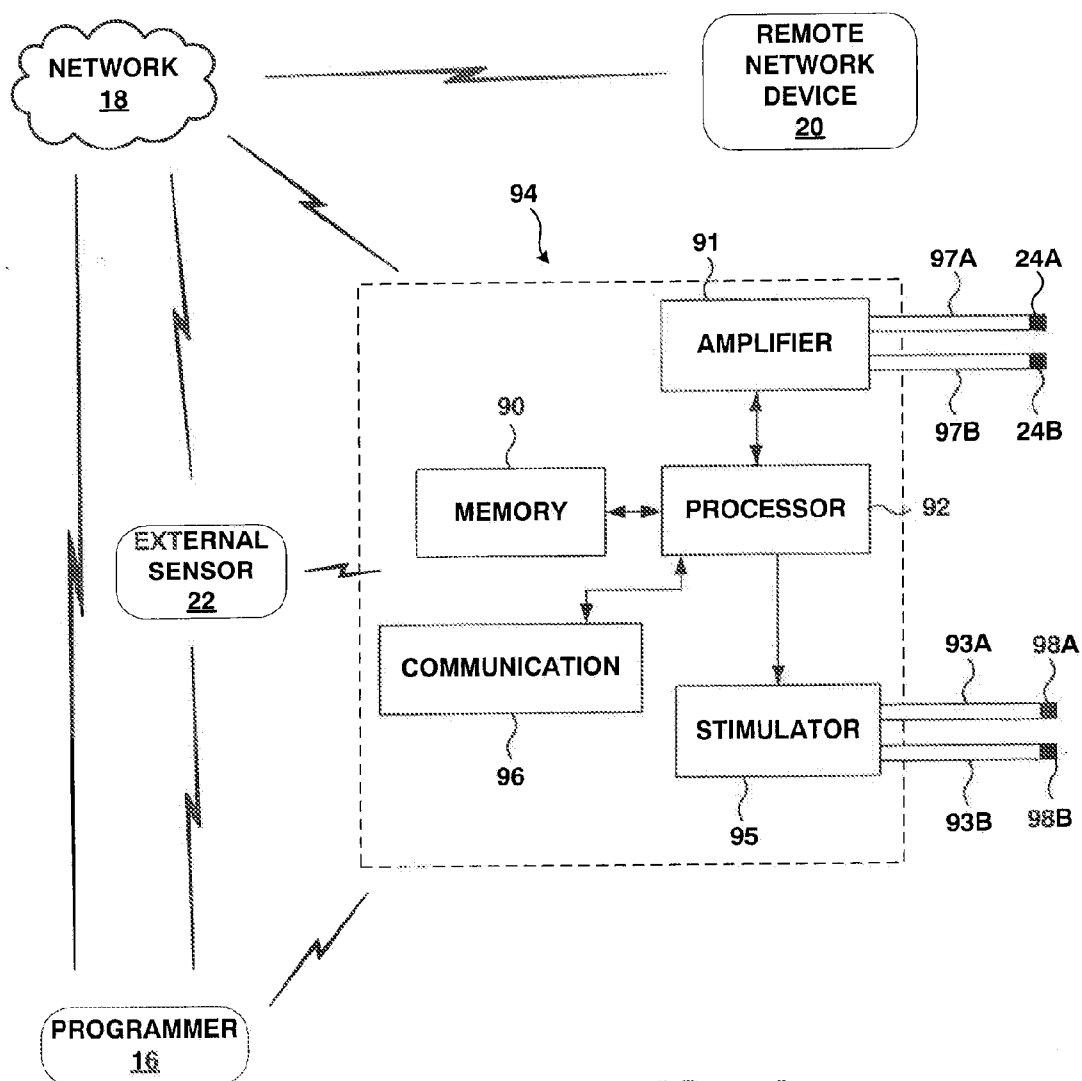 NETWORK
18
REMOTE
NETWORK
DEVICE
20
94
91
97A
24A
AMPLIFIER
97B
24B
90
MEMORY
PROCESSOR
92
EXTERNAL
SENSOR
22
COMMUNICATION
96
93A
98A
STIMULATOR
95
93B
98B
PROGRAMMER
16